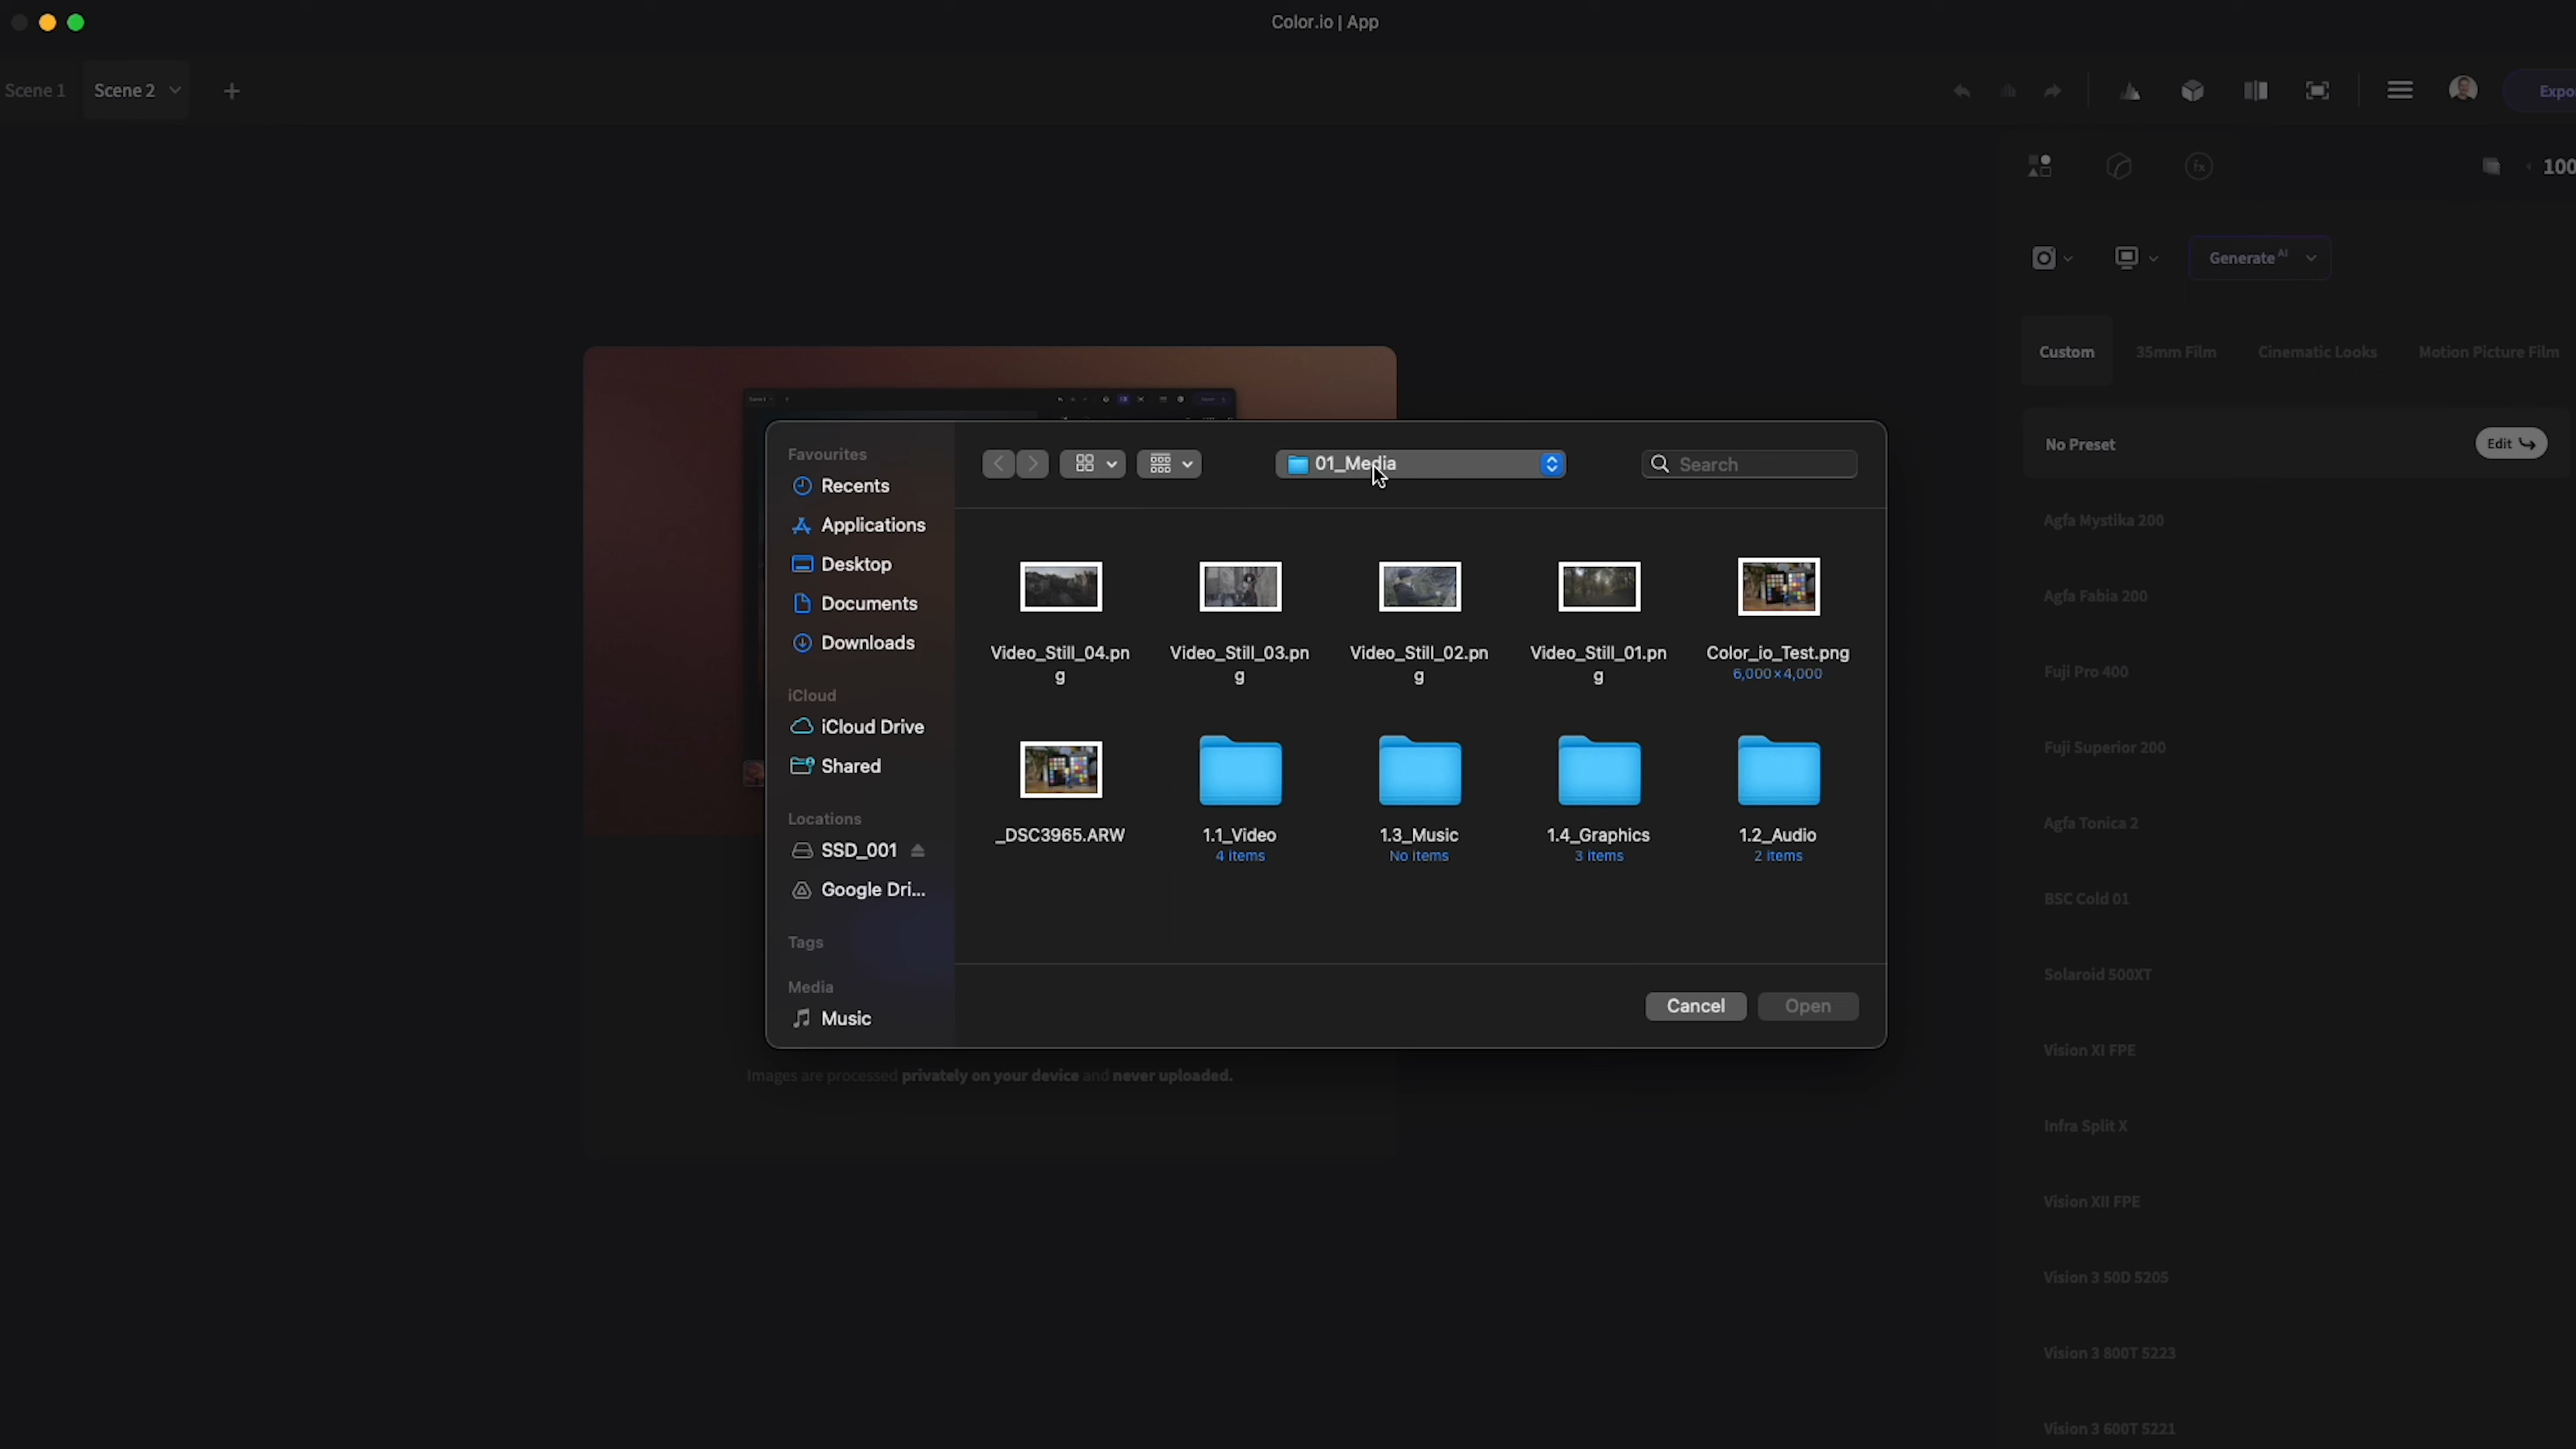 Color.io | App
Scene 1
Scene 2
Expo
100
Generate AI
Custom
35mm Film
Cinematic Looks
Motion Picture Film
No Preset
Edit
Agfa Mystika 200
Agfa Fabia 200
Fuji Pro 400
Fuji Superior 200
Agfa Tonica 2
BSC Cold 01
Solaroid 500XT
Vision XI FPE
Infra Split X
Vision XII FPE
Vision 3 50D 5205
Vision 3 800T 5223
Vision 3 600T 5221
Favourites
Recents
Applications
Desktop
Documents
Downloads
iCloud
iCloud Drive
Shared
Locations
SSD_001
Google Dri...
Tags
Media
Music
01_Media
Search
Video_Still_04.pn
g
Video_Still_03.pn
g
Video_Still_02.pn
g
Video_Still_01.pn
g
Color_io_Test.png
6,000×4,000
_DSC3965.ARW
1.1_Video
4 items
1.3_Music
No items
1.4_Graphics
3 items
1.2_Audio
2 items
Cancel
Open
Images are processed privately on your device and never uploaded.